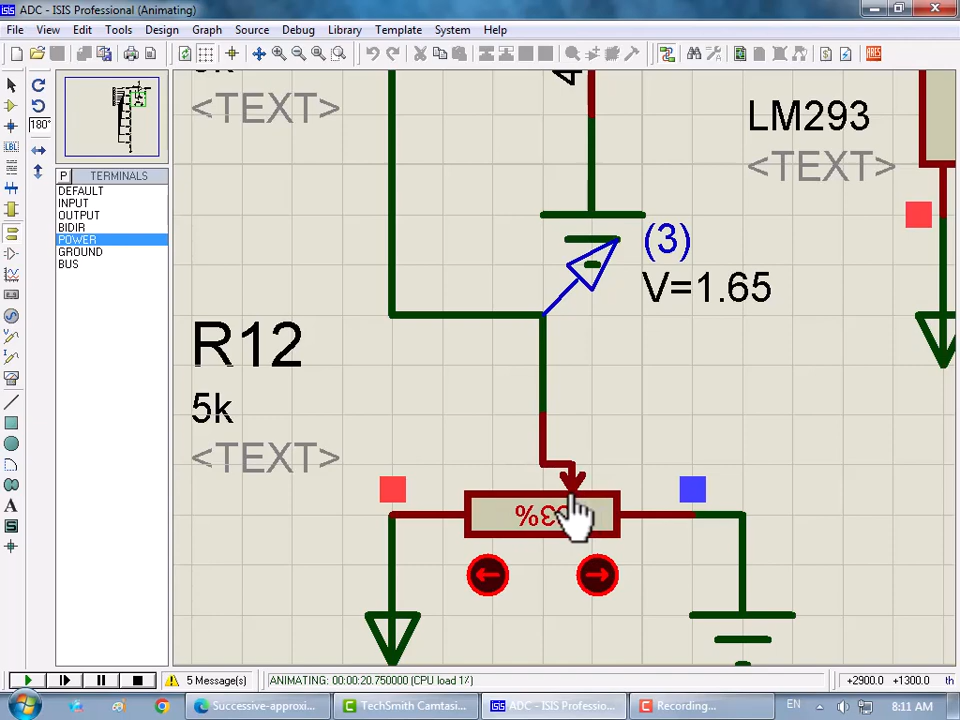 ADC - ISIS Professional (Animating)
File View Edit Tools Design Graph Source Debug Library Template System Help
180°
P TERMINALS
DEFAULT
INPUT
OUTPUT
BIDIR
POWER
GROUND
BUS
LBL
A
ARES
<TEXT>
LM293
<TEXT>
(3)
V=1.65
R12
5k
<TEXT>
5 Message(s)
ANIMATING: 00:00:20.750000 (CPU load 1%)
+2900.0 +1300.0 th
Successive-approxi...
TechSmith Camtasi...
ADC - ISIS Professio...
Recording...
EN
8:11 AM